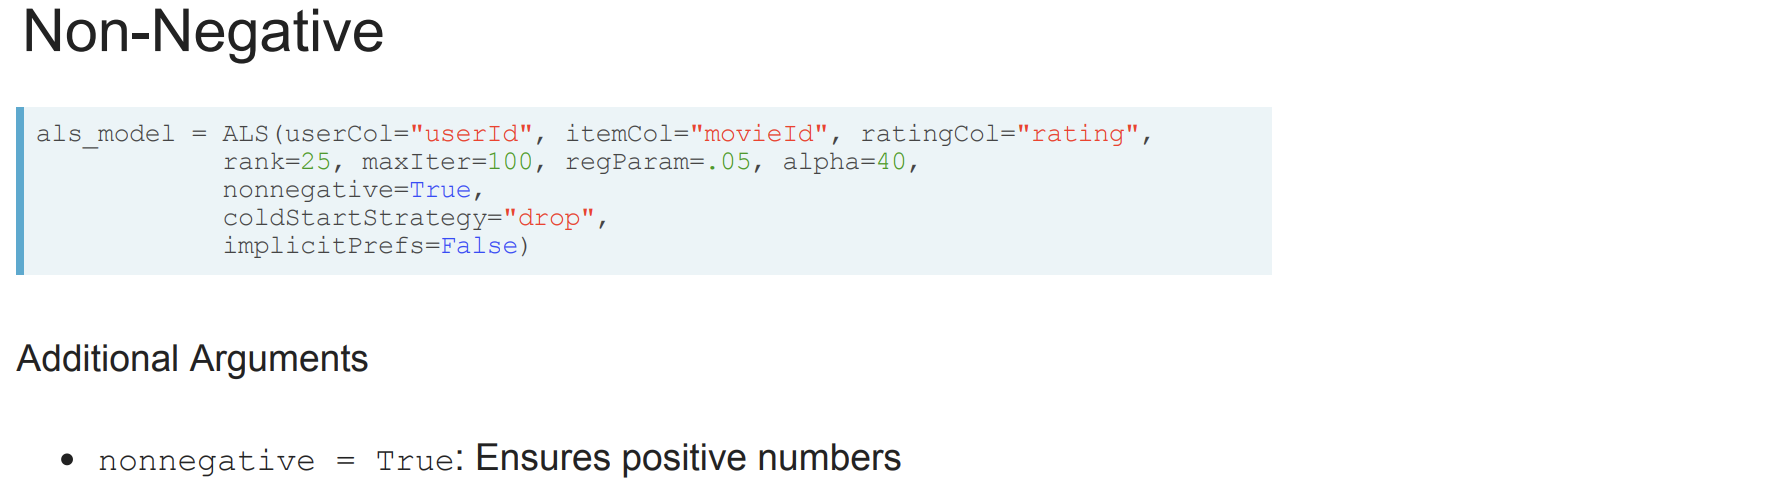 Non-Negative
als_model = ALS(userCol="userId", itemCol="movieId", ratingCol="rating",
rank=25, maxIter=100, regParam=.05, alpha=40,
nonnegative=True,
coldStartStrategy="drop",
implicitPrefs=False)
Additional Arguments
• nonnegative = True: Ensures positive numbers